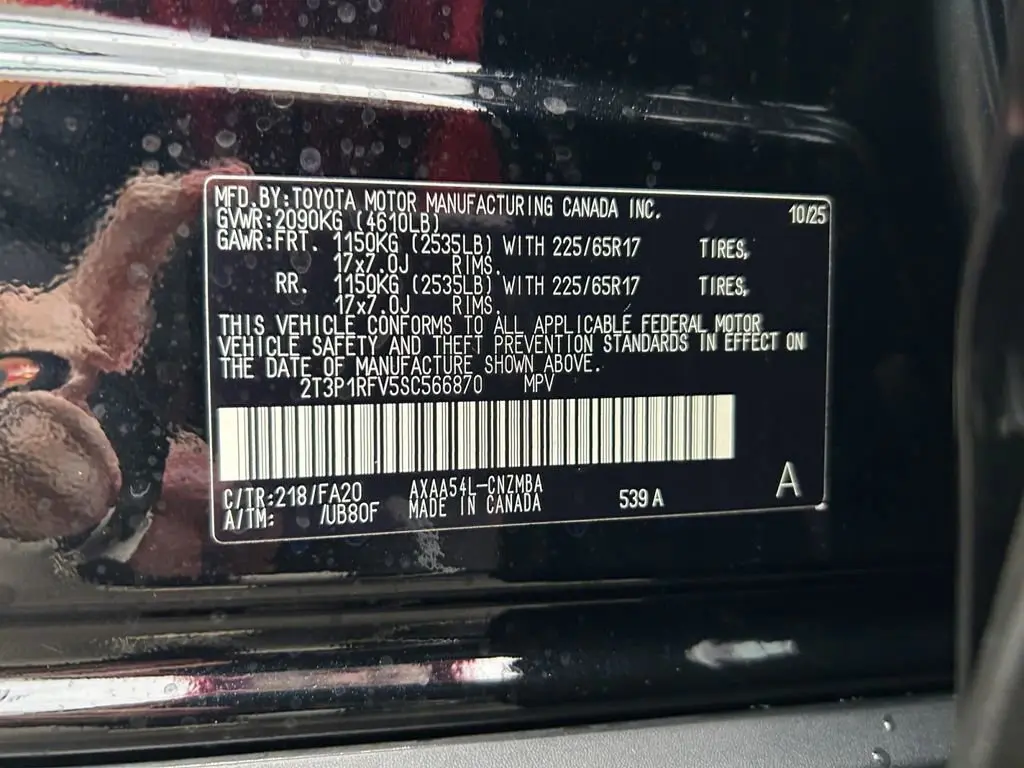 MFD.BY:TOYOTA MOTOR MANUFACTURING CANADA INC. 10/25
GVWR:2090KG (4610LB)
GAWR:FRT. 1150KG (2535LB) WITH 225/65R17 TIRES,
17x7.0J RIMS.
RR. 1150KG (2535LB) WITH 225/65R17 TIRES,
17x7.0J RIMS.
THIS VEHICLE CONFORMS TO ALL APPLICABLE FEDERAL MOTOR
VEHICLE SAFETY AND THEFT PREVENTION STANDARDS IN EFFECT ON
THE DATE OF MANUFACTURE SHOWN ABOVE.
2T3P1RFV5SC566870 MPV
C/TR:218/FA20 AXAA54L-CNZMBA
A/TM: /UB80F MADE IN CANADA 539 A A